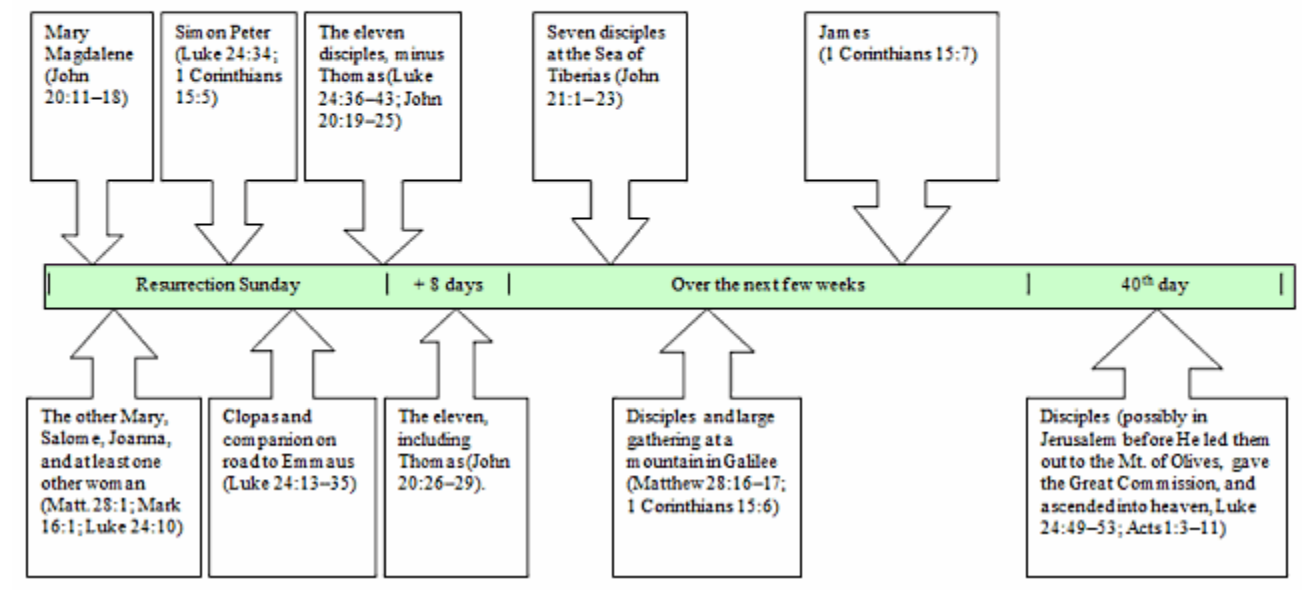 Mary
Magdalene
(John
20:11–18)
Simon Peter
(Luke 24:34;
1 Corinthians
15:5)
The eleven
disciples, minus
Thomas (Luke
24:36–43; John
20:19–25)
Seven disciples
at the Sea of
Tiberias (John
21:1–23)
James
(1 Corinthians 15:7)
Resurrection Sunday
+ 8 days
Over the next few weeks
40th day
The other Mary,
Salome, Joanna,
and at least one
other woman
(Matt. 28:1; Mark
16:1; Luke 24:10)
Clopas and
companion on
road to Emmaus
(Luke 24:13–35)
The eleven,
including
Thomas (John
20:26–29).
Disciples and large
gathering at a
mountain in Galilee
(Matthew 28:16–17;
1 Corinthians 15:6)
Disciples (possibly in
Jerusalem before He led them
out to the Mt. of Olives, gave
the Great Commission, and
ascended into heaven, Luke
24:49–53; Acts 1:3–11)